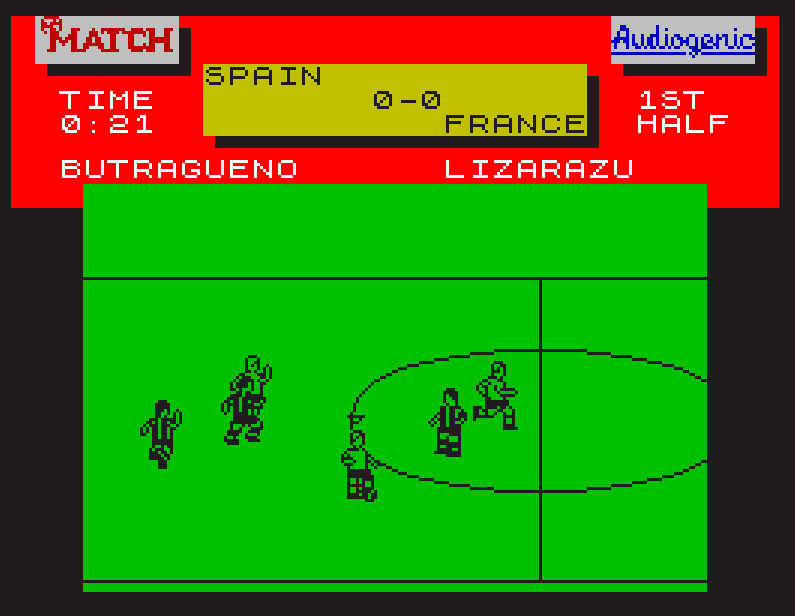 MATCH
Audiogenic
SPAIN
0-0
FRANCE
TIME
0:21
1ST
HALF
BUTRAGUENO
LIZARAZU